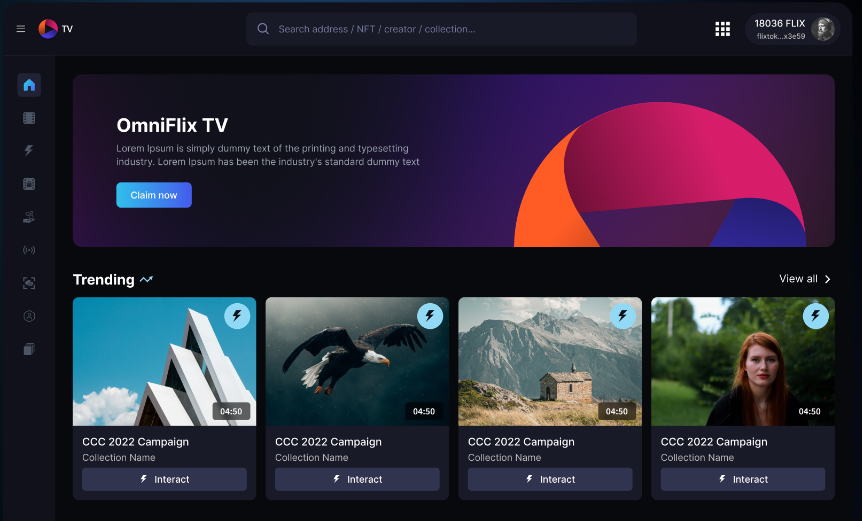 TV
Search address / NFT / creator / collection...
18036 FLIX
flixtok...x3e59
OmniFlix TV
Lorem Ipsum is simply dummy text of the printing and typesetting
industry. Lorem Ipsum has been the industry's standard dummy text
Claim now
Trending
View all
04:50
04:50
04:50
04:50
CCC 2022 Campaign
CCC 2022 Campaign
CCC 2022 Campaign
CCC 2022 Campaign
Collection Name
Collection Name
Collection Name
Collection Name
Interact
Interact
Interact
Interact